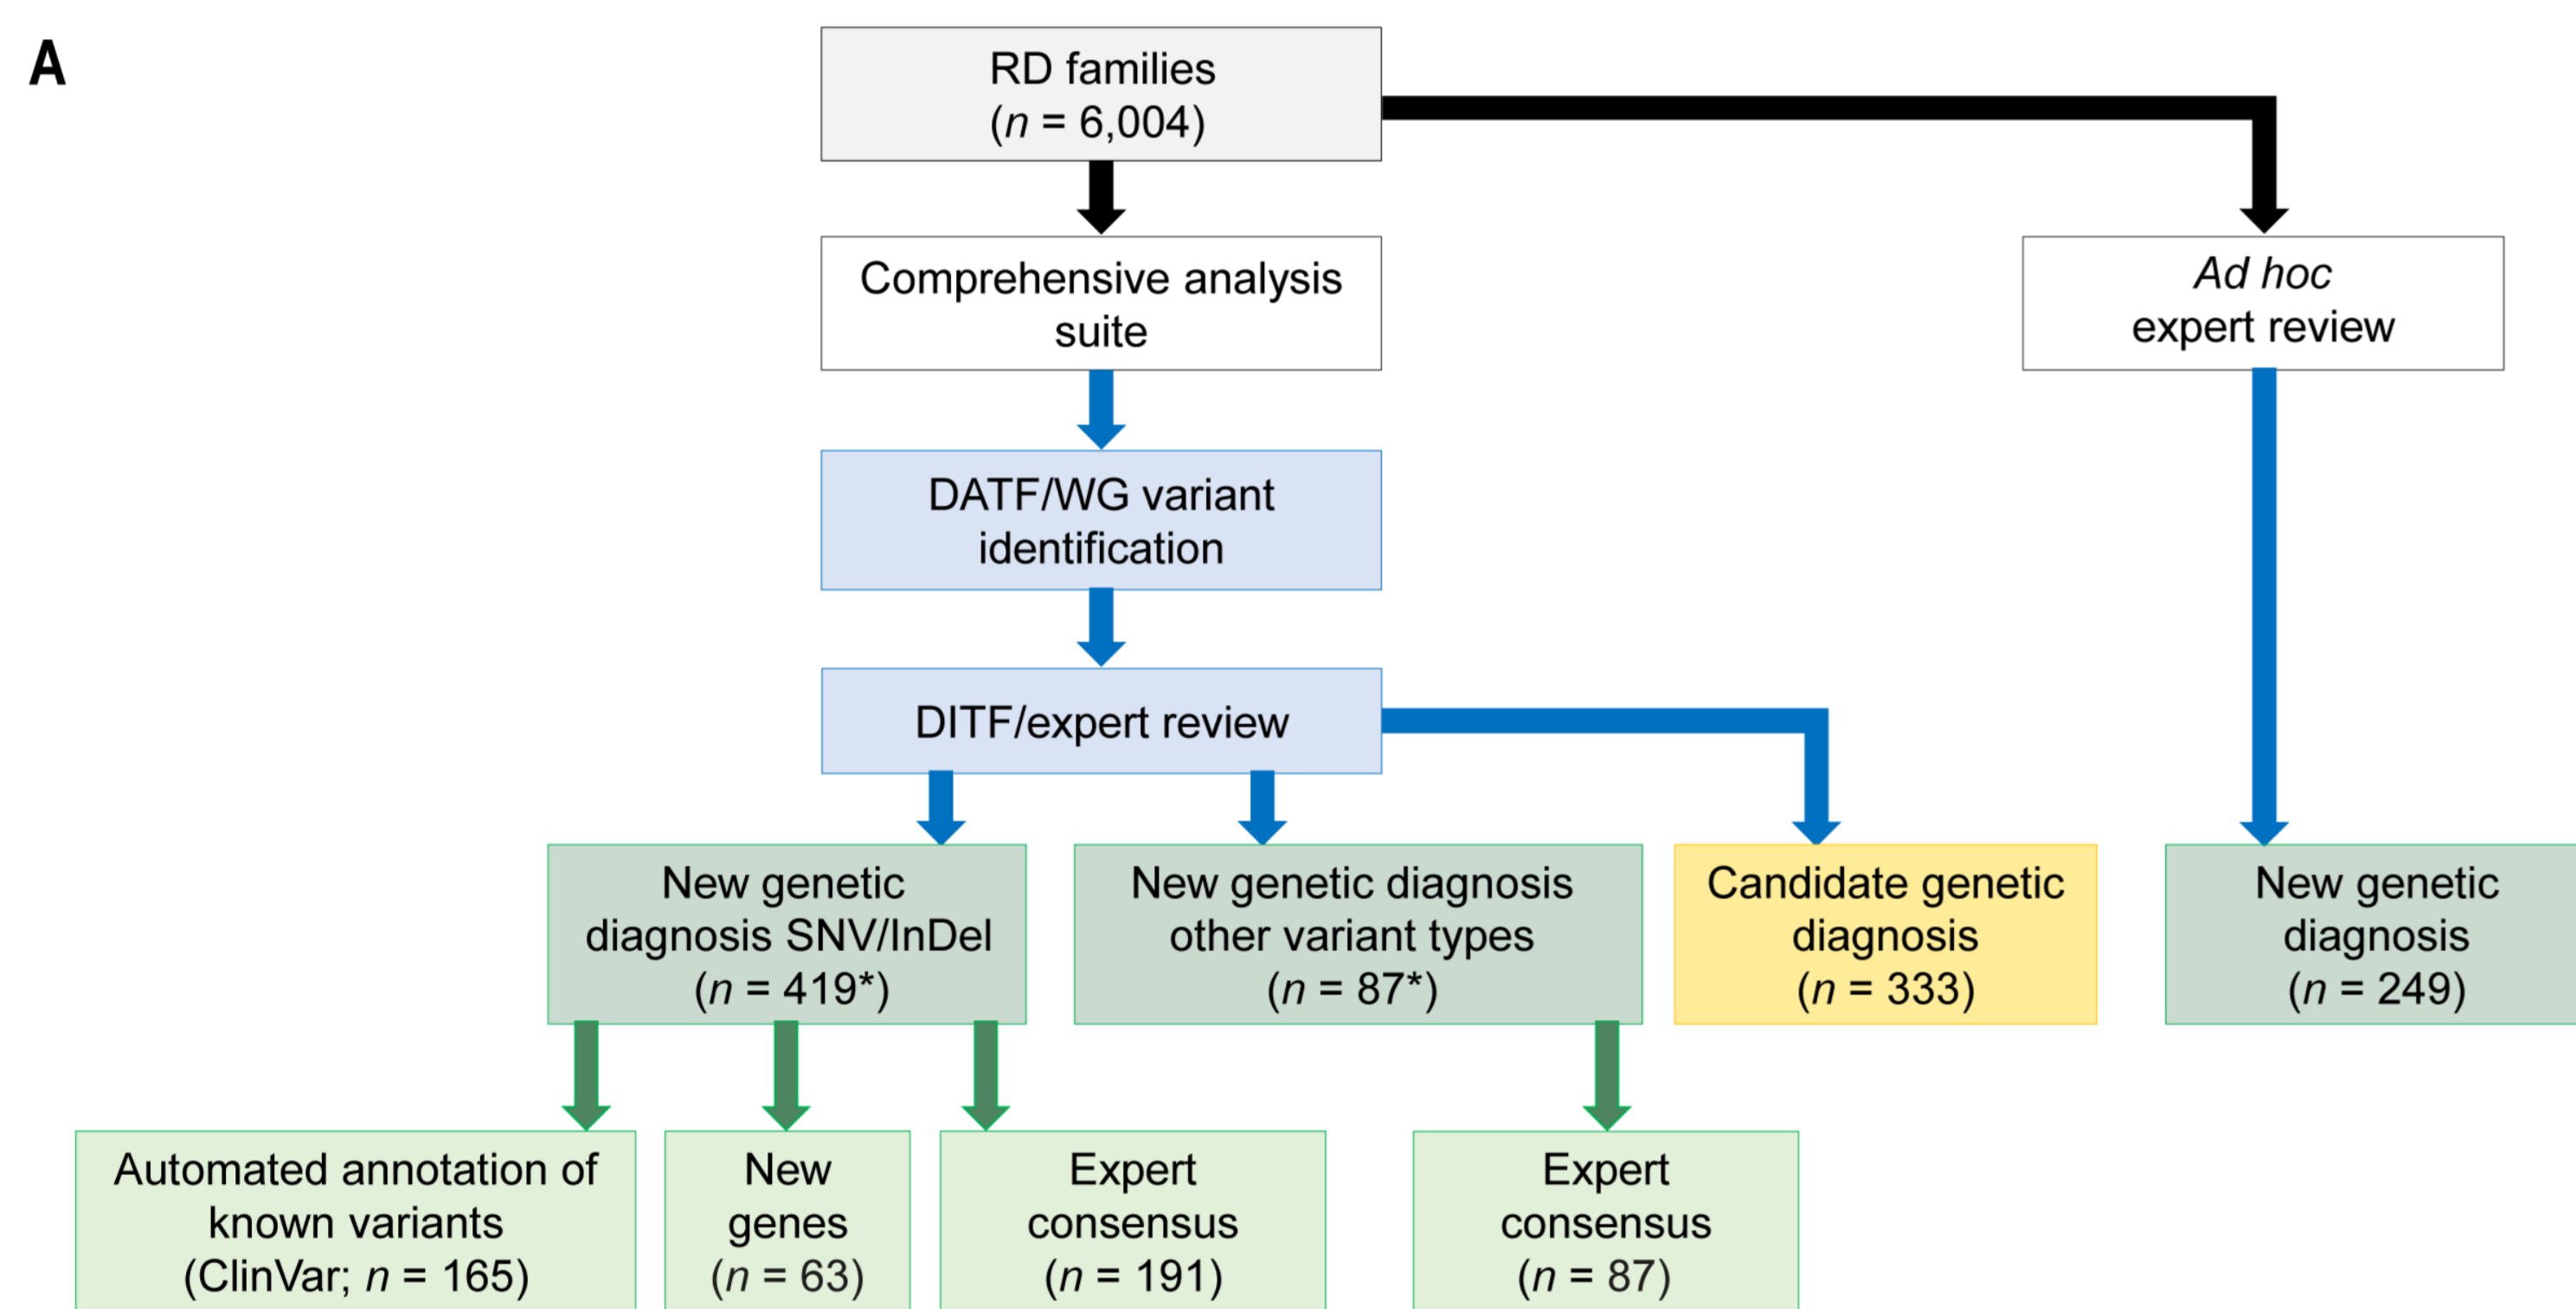 A
RD families
(n = 6,004)
Comprehensive analysis
suite
Ad hoc
expert review
DATF/WG variant
identification
DITF/expert review
New genetic
diagnosis SNV/InDel
(n = 419*)
New genetic diagnosis
other variant types
(n = 87*)
Candidate genetic
diagnosis
(n = 333)
New genetic
diagnosis
(n = 249)
Automated annotation of
known variants
(ClinVar; n = 165)
New
genes
(n = 63)
Expert
consensus
(n = 191)
Expert
consensus
(n = 87)